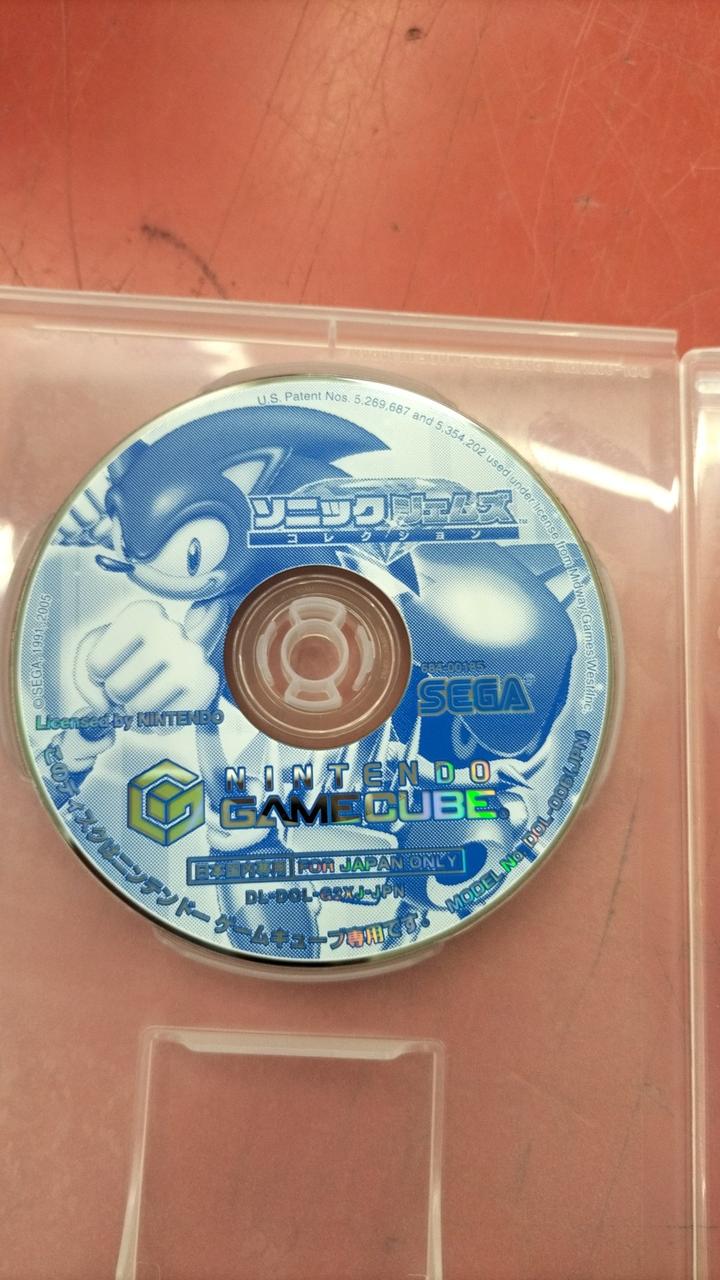 U.S. Patent Nos. 5,269,687 and 5,354,202 used under license from Midway Games West Inc.
ソニック ジェムズ™
コレクション
©SEGA 1991, 2005
684-00185
SEGA®
Licensed by NINTENDO
NINTENDO
GAMECUBE®
日本国内専用 FOR JAPAN ONLY
DL-DOL-G2XJ-JPN
このディスクはニンテンドー ゲームキューブ専用です。
MODEL No. DOL-006(JPN)